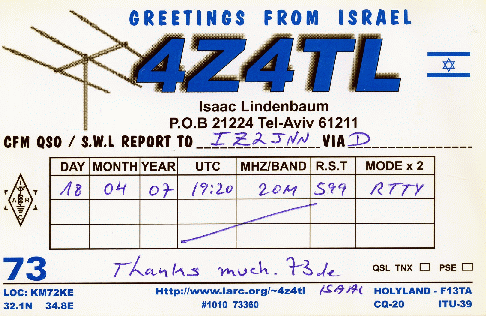 GREETINGS FROM ISRAEL
4Z4TL
Isaac Lindenbaum
P.O.B 21224 Tel-Aviv 61211
CFM QSO / S.W.L REPORT TO IZ2JNN VIA D
DAY MONTH YEAR UTC MHZ/BAND R.S.T MODE x 2
18 04 07 19:20 20M 599 RTTY
73 Thanks much. 73 de
QSL TNX PSE
ISAAC
LOC: KM72KE Http://www.iarc.org/~4z4tl HOLYLAND - F13TA
32.1N 34.8E #1010 73360 CQ-20 ITU-39